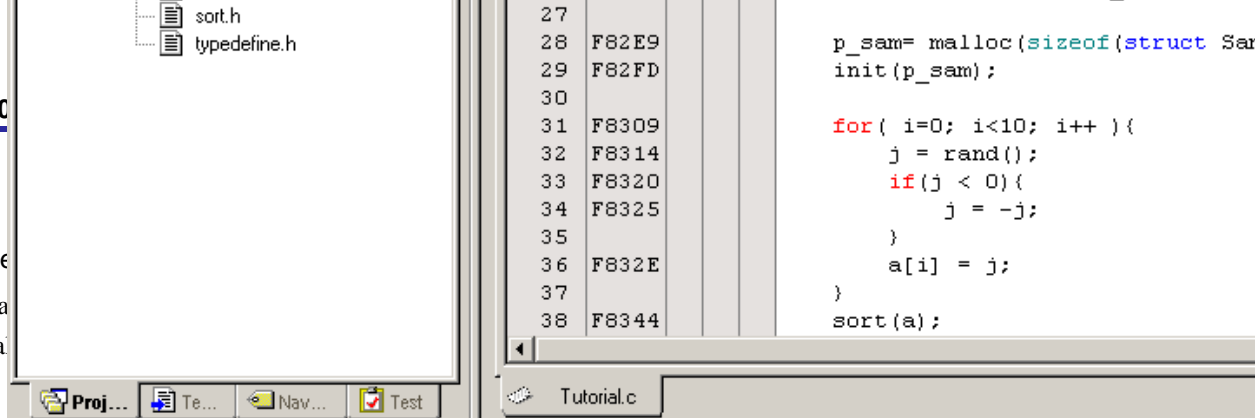 sort.h
typedefine.h
27
28 F82E9 p_sam= malloc(sizeof(struct Sam
29 F82FD init(p_sam);
30
31 F8309 for( i=0; i<10; i++ ){
32 F8314 j = rand();
33 F8320 if(j < 0){
34 F8325 j = -j;
35 }
36 F832E a[i] = j;
37 }
38 F8344 sort(a);
Proj... Te... Nav... Test
Tutorial.c